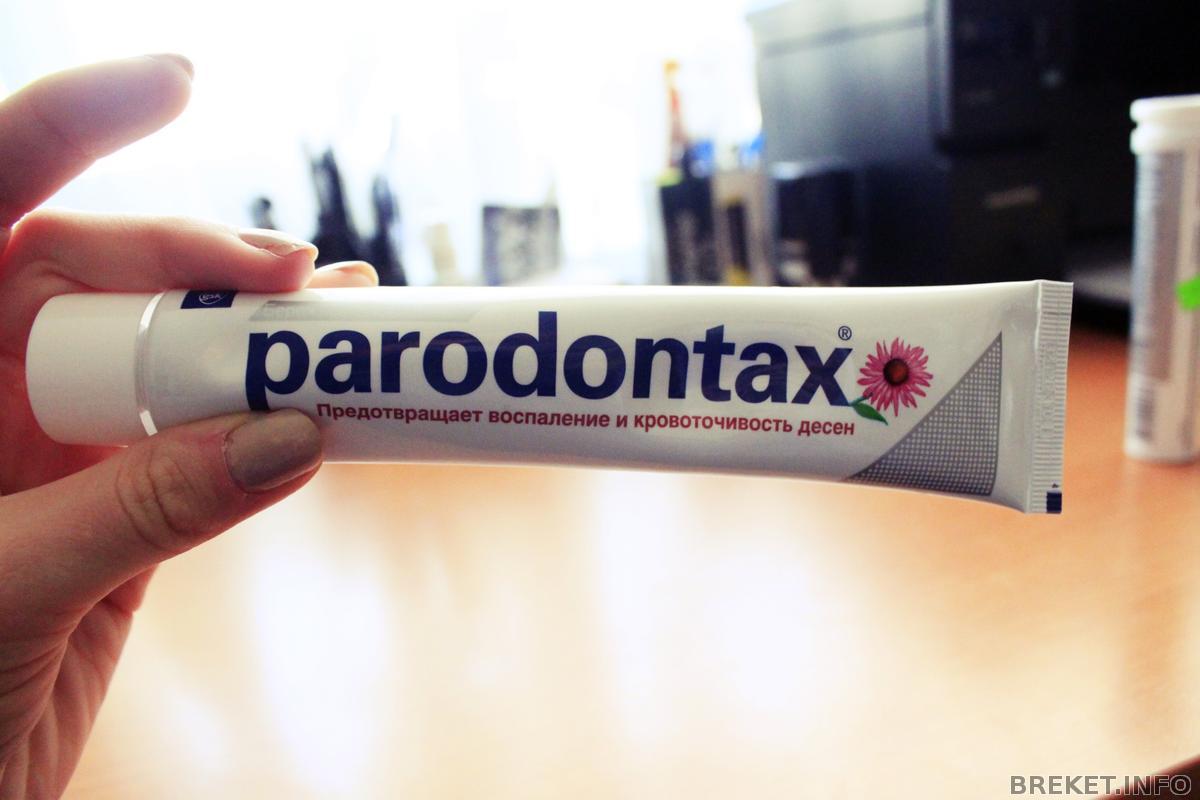 parodontax®
Предотвращает воспаление и кровоточивость десен
BREKET.INFO